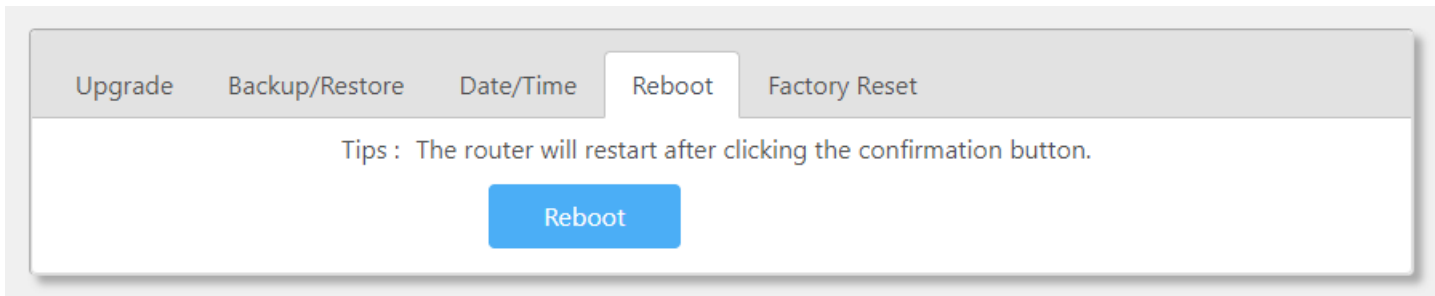 Upgrade Backup/Restore Date/Time Reboot Factory Reset
Tips : The router will restart after clicking the confirmation button.
Reboot